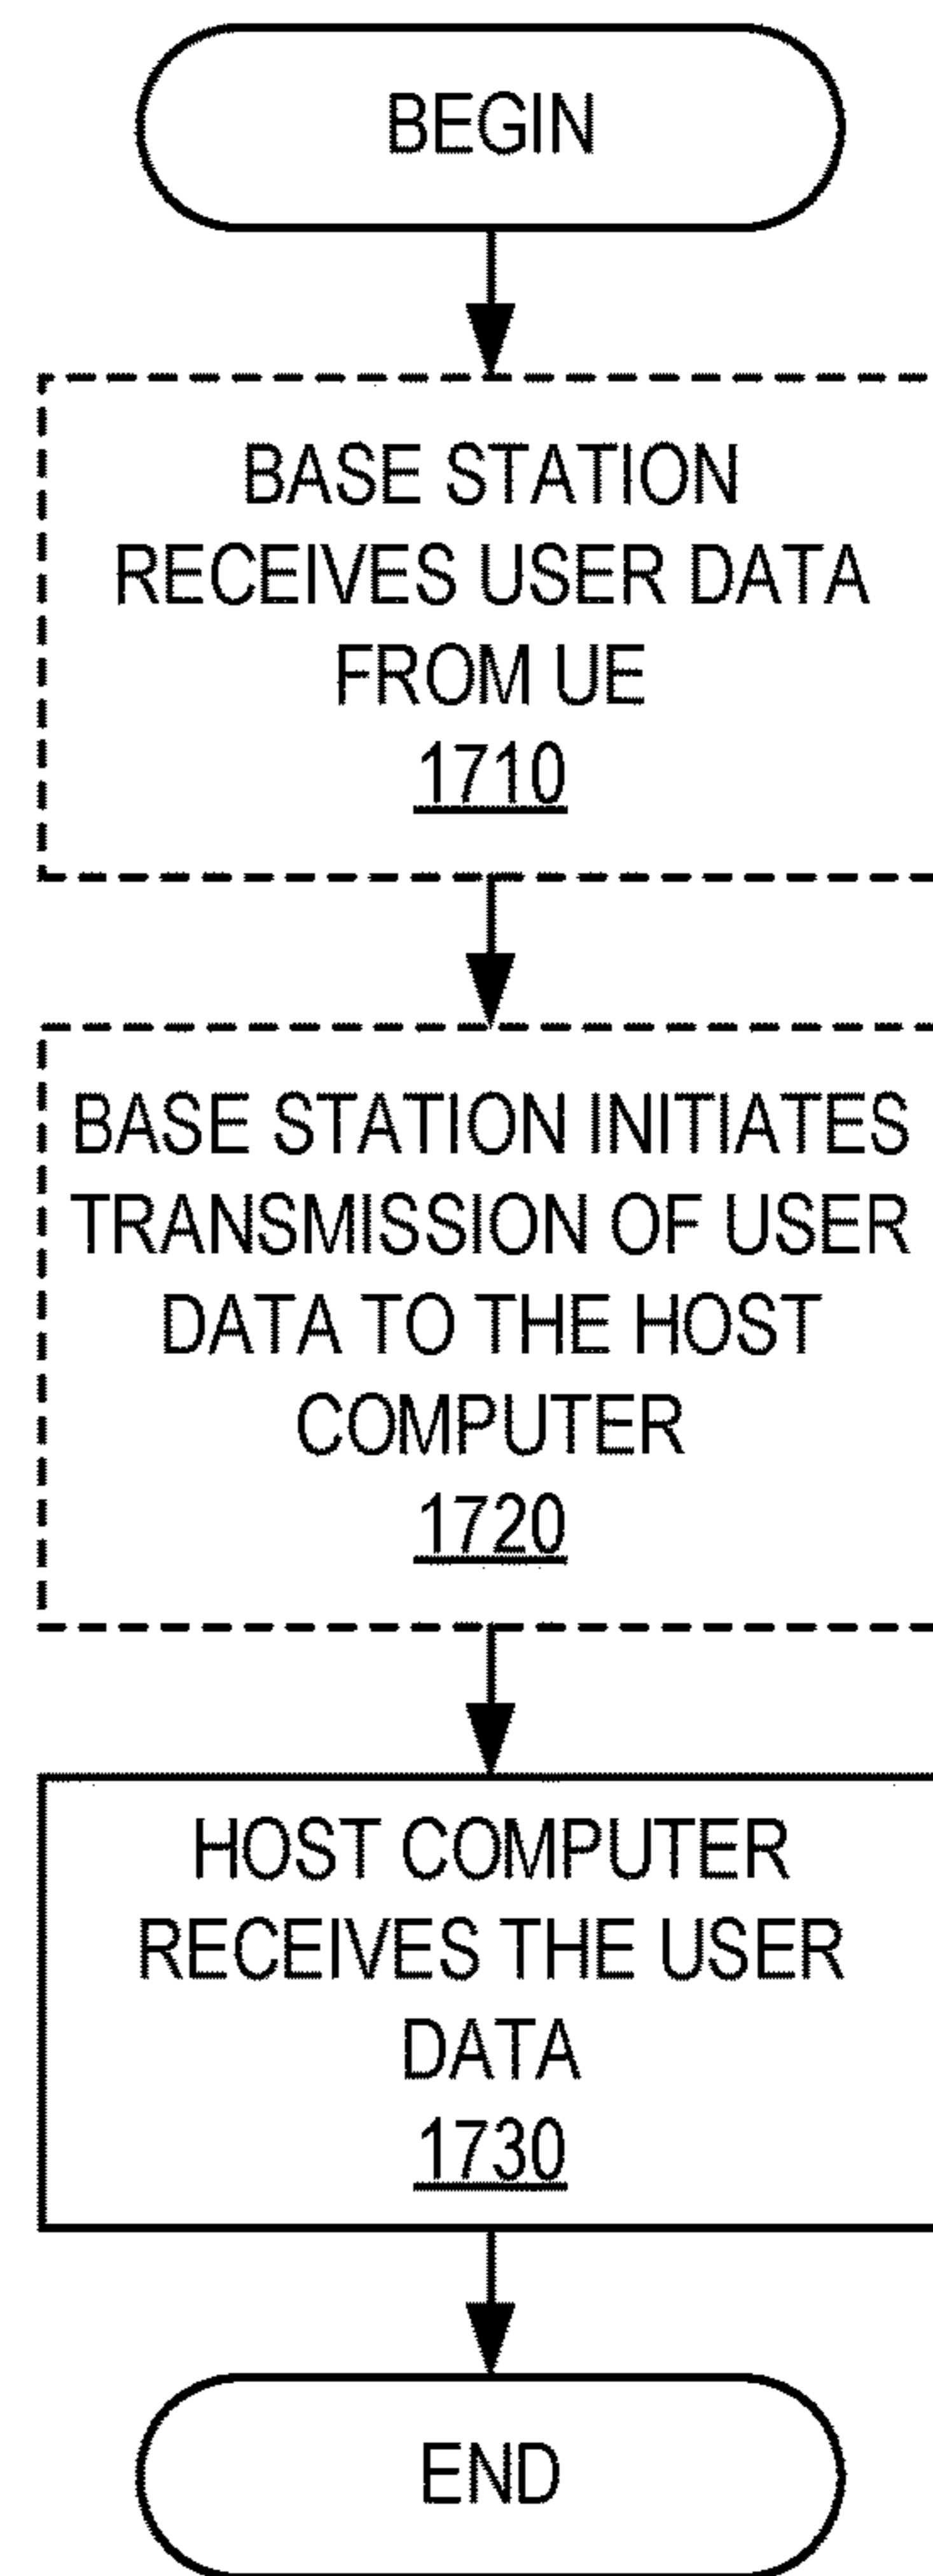 BEGIN
BASE STATION
RECEIVES USER DATA
FROM UE
1710
BASE STATION INITIATES
TRANSMISSION OF USER
DATA TO THE HOST
COMPUTER
1720
HOST COMPUTER
RECEIVES THE USER
DATA
1730
END